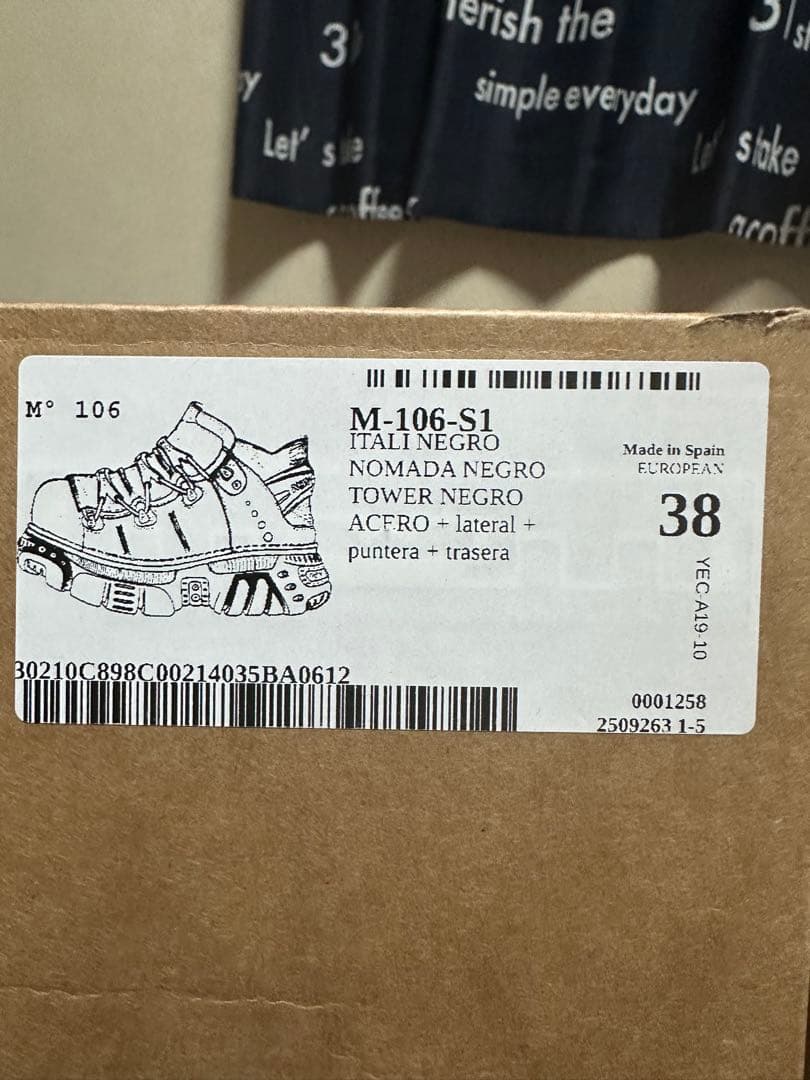 3
erish the
simple everyday
Let'
stake
M° 106
M-106-S1
ITALI NEGRO
NOMADA NEGRO
TOWER NEGRO
ACERO + lateral +
puntera + trasera
Made in Spain
EUROPEAN
38
YEC-A19-10
30210C898C00214035BA0612
0001258
2509263 1-5